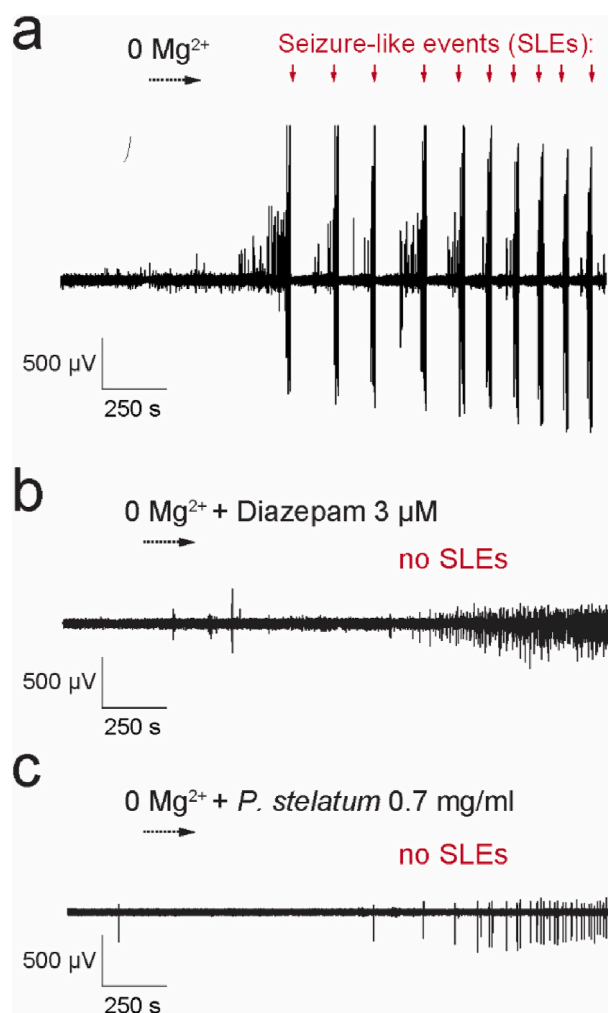 a
0 Mg²⁺
Seizure-like events (SLEs):
500 µV
250 s
b
0 Mg²⁺ + Diazepam 3 µM
no SLEs
500 µV
250 s
c
0 Mg²⁺ + P. stelatum 0.7 mg/ml
no SLEs
500 µV
250 s